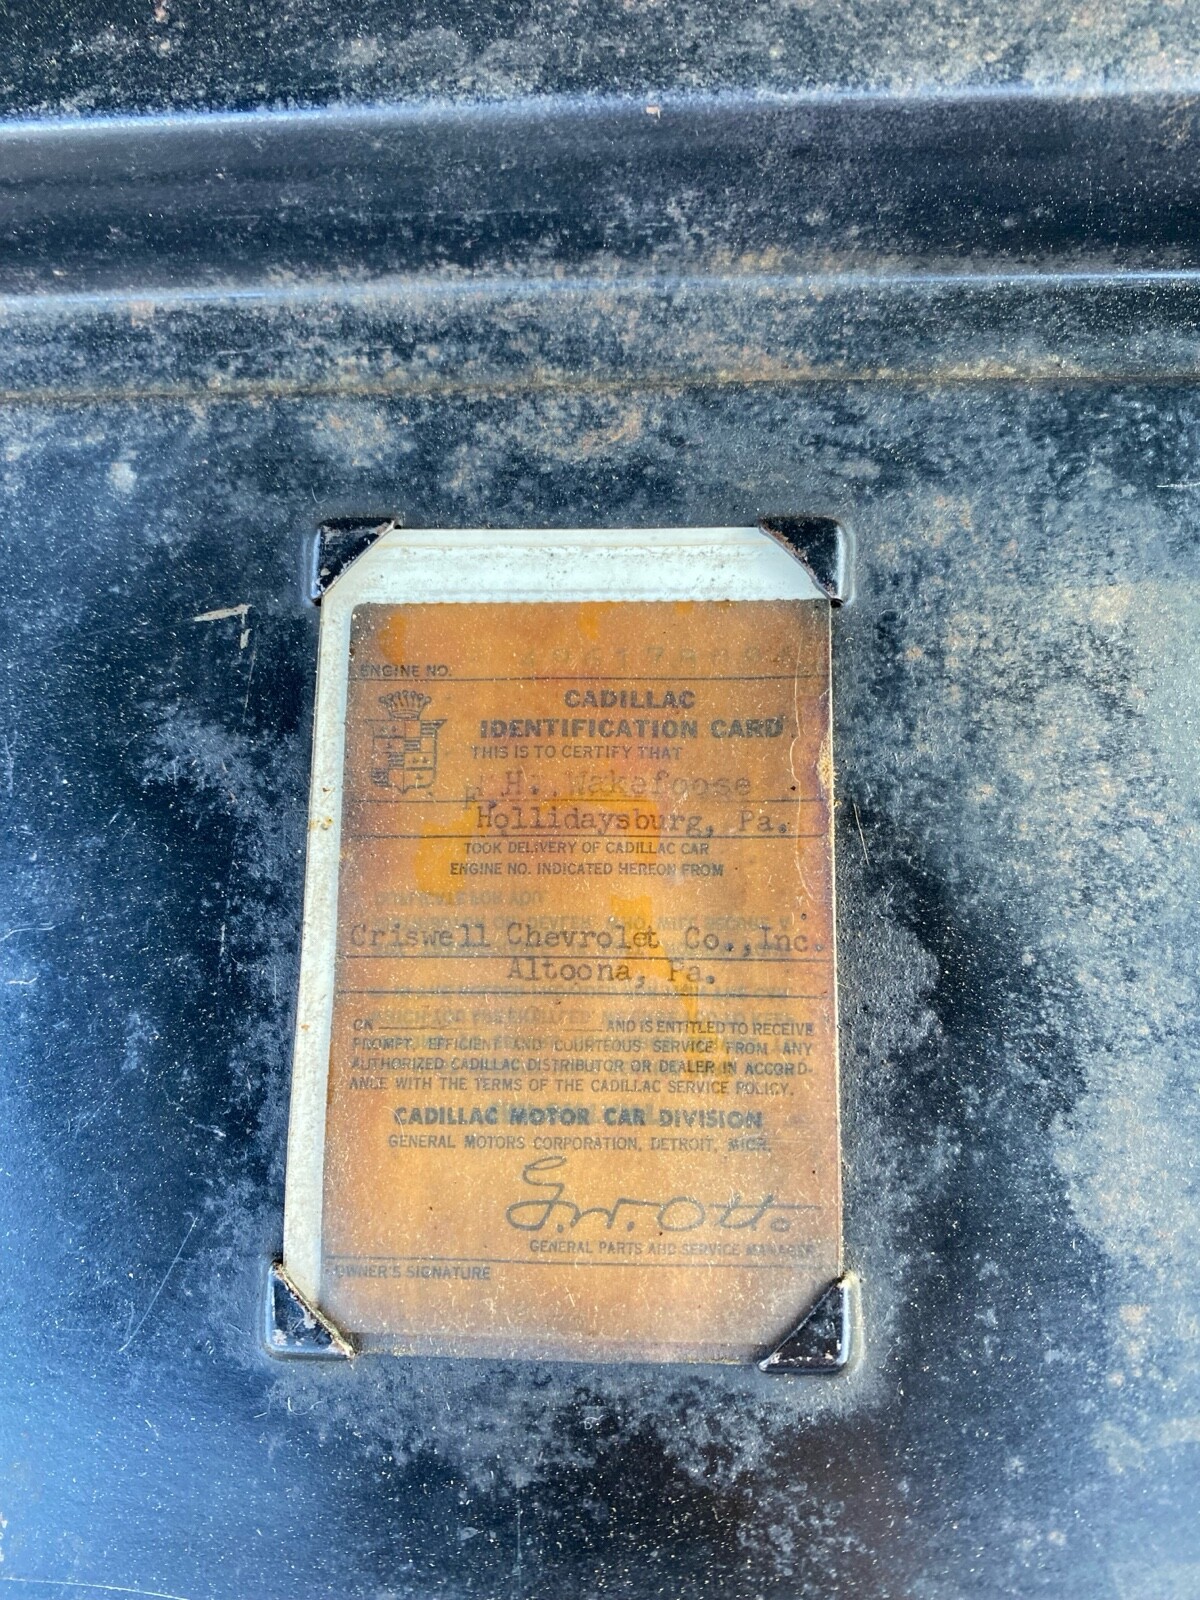 ENGINE NO.
CADILLAC
IDENTIFICATION CARD
THIS IS TO CERTIFY THAT
H. Wakefoose
Hollidaysburg, Pa.
TOOK DELIVERY OF CADILLAC CAR
ENGINE NO. INDICATED HEREON FROM
Criswell Chevrolet Co.,Inc.
Altoona, Pa.
ON AND IS ENTITLED TO RECEIVE
PROMPT, EFFICIENT AND COURTEOUS SERVICE FROM ANY
AUTHORIZED CADILLAC DISTRIBUTOR OR DEALER IN ACCORD-
ANCE WITH THE TERMS OF THE CADILLAC SERVICE POLICY.
CADILLAC MOTOR CAR DIVISION
GENERAL MOTORS CORPORATION, DETROIT, MICH.
G.W. Otto
GENERAL PARTS AND SERVICE MANAGER
OWNER'S SIGNATURE